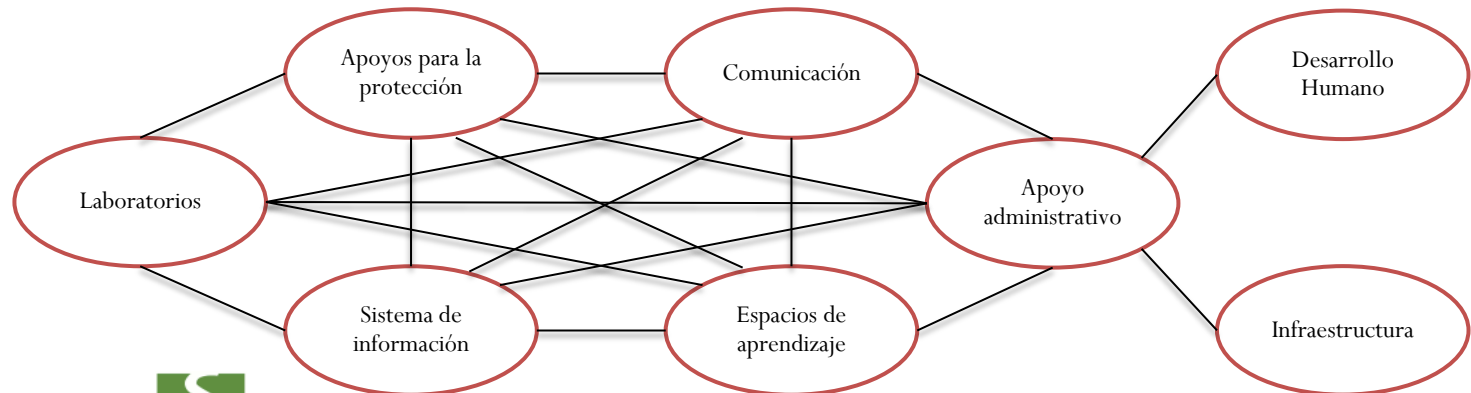 Apoyos para la
protección
Comunicación
Desarrollo
Humano
Laboratorios
Apoyo
administrativo
Sistema de
información
Espacios de
aprendizaje
Infraestructura